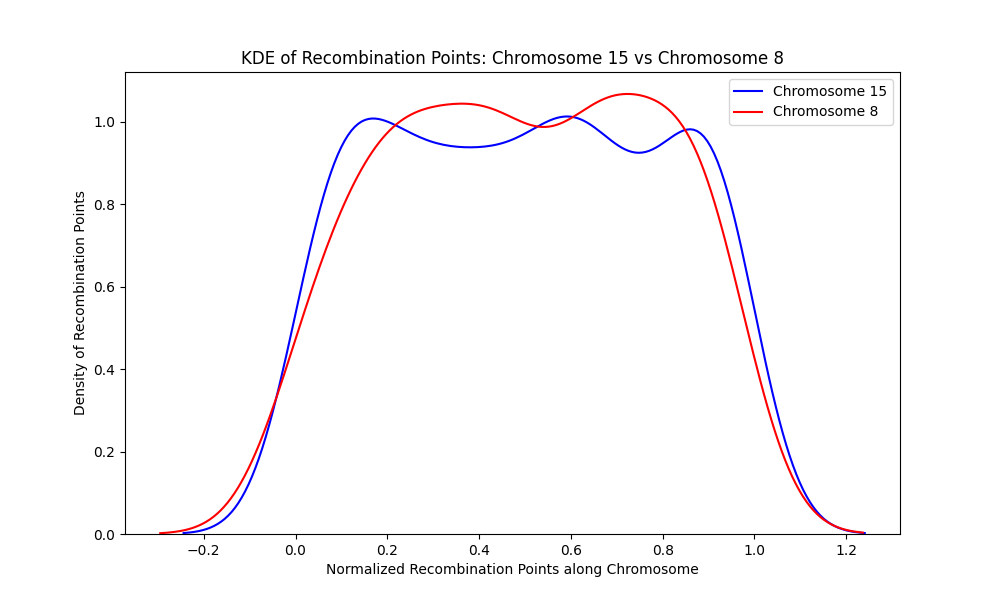 KDE of Recombination Points: Chromosome 15 vs Chromosome 8
Chromosome 15
Chromosome 8
Density of Recombination Points
1.0
0.8
0.6
0.4
0.2
0.0
−0.2 0.0 0.2 0.4 0.6 0.8 1.0 1.2
Normalized Recombination Points along Chromosome